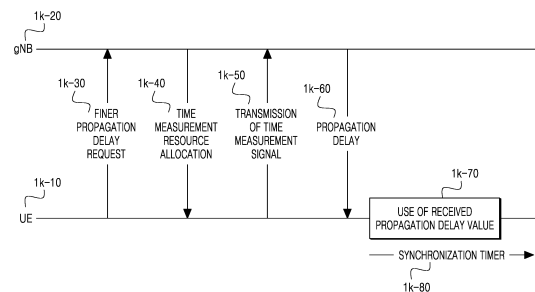 1k-20
gNB
1k-30
FINER
PROPAGATION
DELAY
REQUEST
1k-40
TIME
MEASUREMENT
RESOURCE
ALLOCATION
1k-50
TRANSMISSION
OF TIME
MEASUREMENT
SIGNAL
1k-60
PROPAGATION
DELAY
1k-10
UE
1k-70
USE OF RECEIVED
PROPAGATION DELAY VALUE
SYNCHRONIZATION TIMER
1k-80